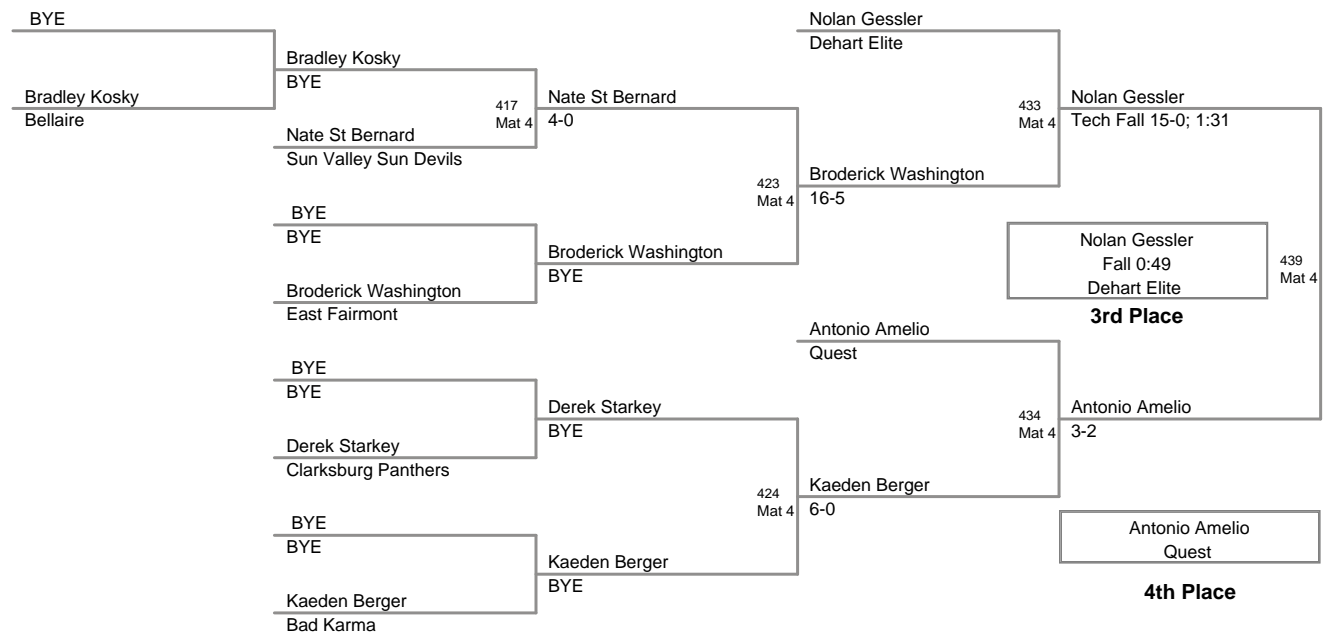 BYE
Bradley Kosky
Bellaire
Bradley Kosky
BYE
Nate St Bernard
Sun Valley Sun Devils
417
Mat 4
Nate St Bernard
4-0
BYE
BYE
Broderick Washington
East Fairmont
Broderick Washington
BYE
423
Mat 4
Broderick Washington
16-5
Nolan Gessler
Dehart Elite
433
Mat 4
Nolan Gessler
Tech Fall 15-0; 1:31
BYE
BYE
Derek Starkey
Clarksburg Panthers
Derek Starkey
BYE
BYE
BYE
Kaeden Berger
Bad Karma
Kaeden Berger
BYE
424
Mat 4
Kaeden Berger
6-0
Antonio Amelio
Quest
434
Mat 4
Antonio Amelio
3-2
439
Mat 4
Nolan Gessler
Fall 0:49
Dehart Elite
3rd Place
Antonio Amelio
Quest
4th Place